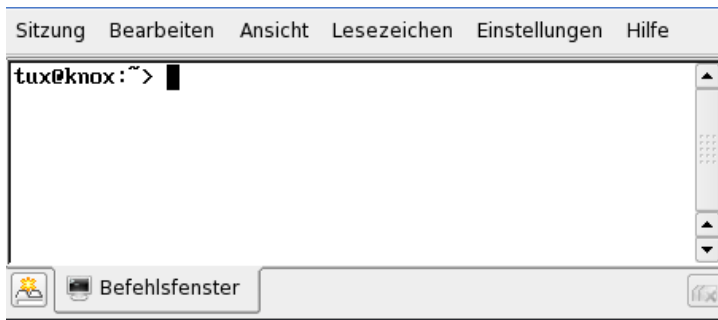 Sitzung Bearbeiten Ansicht Lesezeichen Einstellungen Hilfe
tux@knox:~>
Befehlsfenster